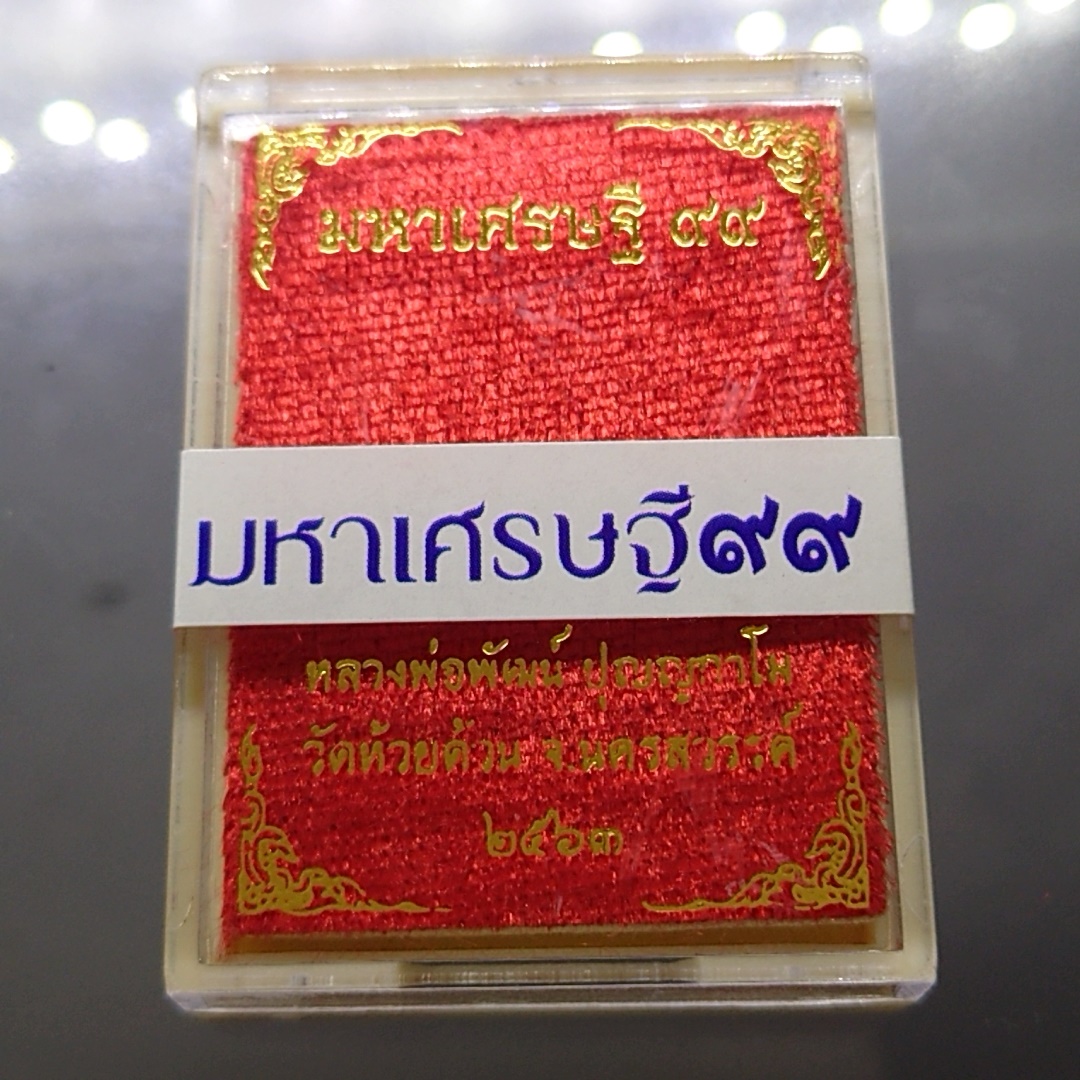 มหาเศรษฐี ๙๙
มหาเศรษฐี๙๙
หลวงพ่อพัฒน์ ปุญญกาโม
วัดห้วยด้วน จ.นครสวรรค์
๒๕๖๓